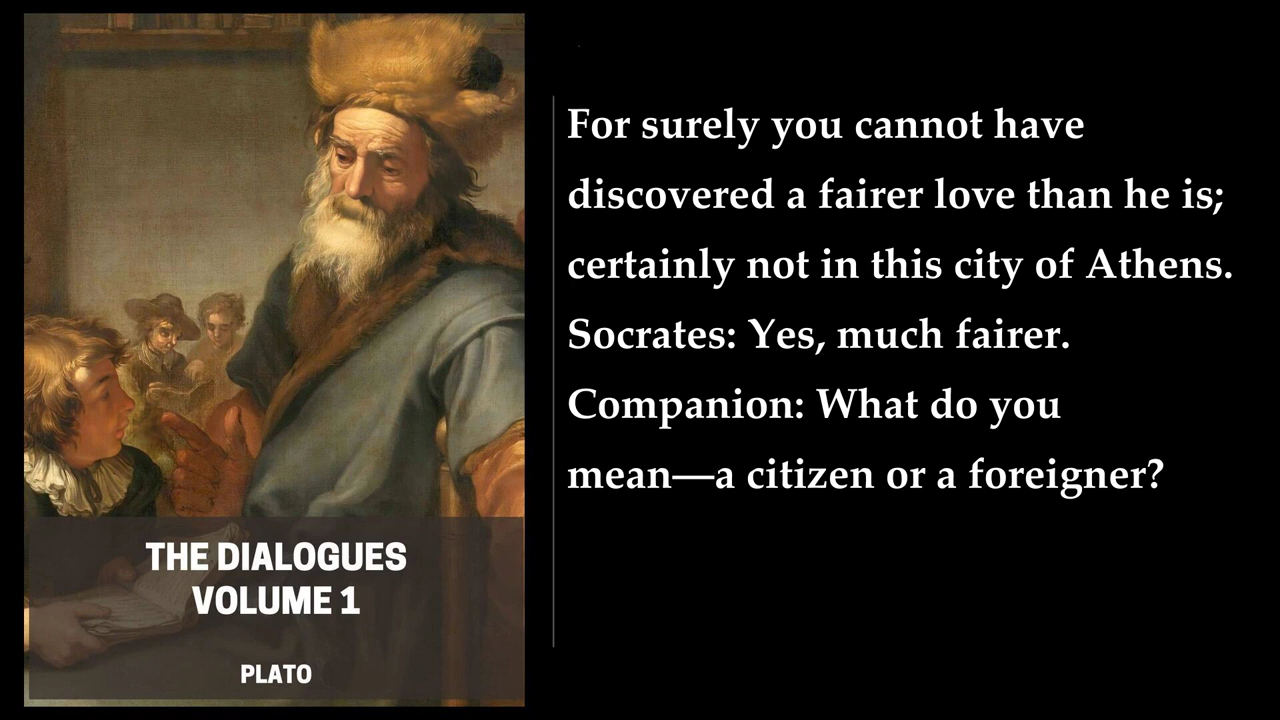 For surely you cannot have
discovered a fairer love than he is;
certainly not in this city of Athens.
Socrates: Yes, much fairer.
Companion: What do you
mean—a citizen or a foreigner?
THE DIALOGUES
VOLUME 1
PLATO